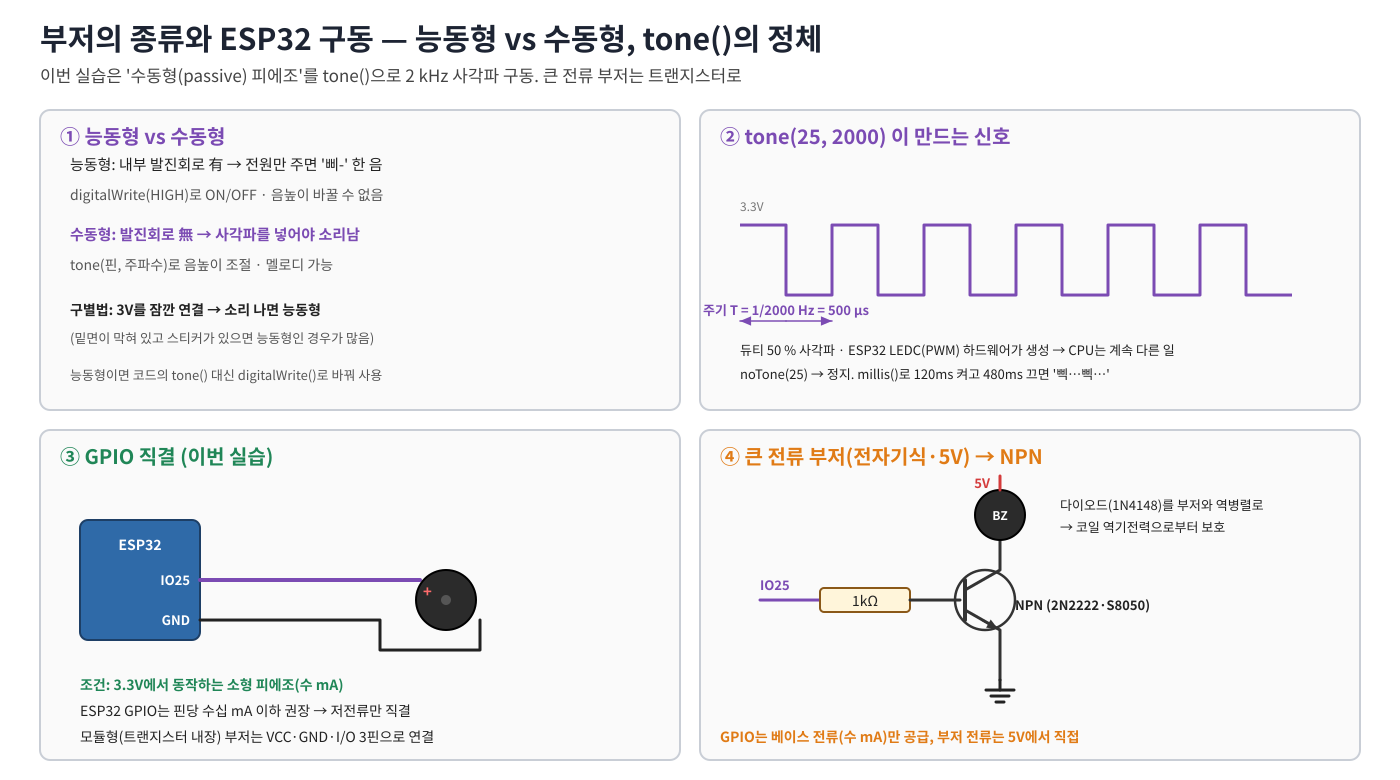 부저의 종류와 ESP32 구동 — 능동형 vs 수동형, tone()의 정체
이번 실습은 '수동형(passive) 피에조'를 tone()으로 2 kHz 사각파 구동. 큰 전류 부저는 트랜지스터로
① 능동형 vs 수동형
능동형: 내부 발진회로 有 → 전원만 주면 '삐-' 한 음
digitalWrite(HIGH)로 ON/OFF · 음높이 바꿀 수 없음
수동형: 발진회로 無 → 사각파를 넣어야 소리남
tone(핀, 주파수)로 음높이 조절 · 멜로디 가능
구별법: 3V를 잠깐 연결 → 소리 나면 능동형
(밑면이 막혀 있고 스티커가 있으면 능동형인 경우가 많음)
능동형이면 코드의 tone() 대신 digitalWrite()로 바꿔 사용
② tone(25, 2000) 이 만드는 신호
3.3V
주기 T = 1/2000 Hz = 500 µs
듀티 50 % 사각파 · ESP32 LEDC(PWM) 하드웨어가 생성 → CPU는 계속 다른 일
noTone(25) → 정지. millis()로 120ms 켜고 480ms 끄면 '삑…삑…'
③ GPIO 직결 (이번 실습)
ESP32
IO25
GND
+
조건: 3.3V에서 동작하는 소형 피에조(수 mA)
ESP32 GPIO는 핀당 수십 mA 이하 권장 → 저전류만 직결
모듈형(트랜지스터 내장) 부저는 VCC·GND·I/O 3핀으로 연결
④ 큰 전류 부저(전자기식·5V) → NPN
5V
BZ
다이오드(1N4148)를 부저와 역병렬로
→ 코일 역기전력으로부터 보호
IO25
1kΩ
NPN (2N2222·S8050)
GPIO는 베이스 전류(수 mA)만 공급, 부저 전류는 5V에서 직접